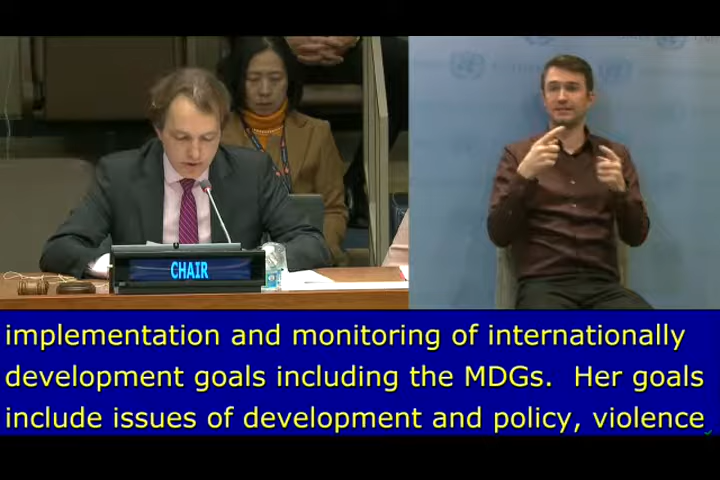 CHAIR
implementation and monitoring of internationally
development goals including the MDGs.  Her goals
include issues of development and policy, violence